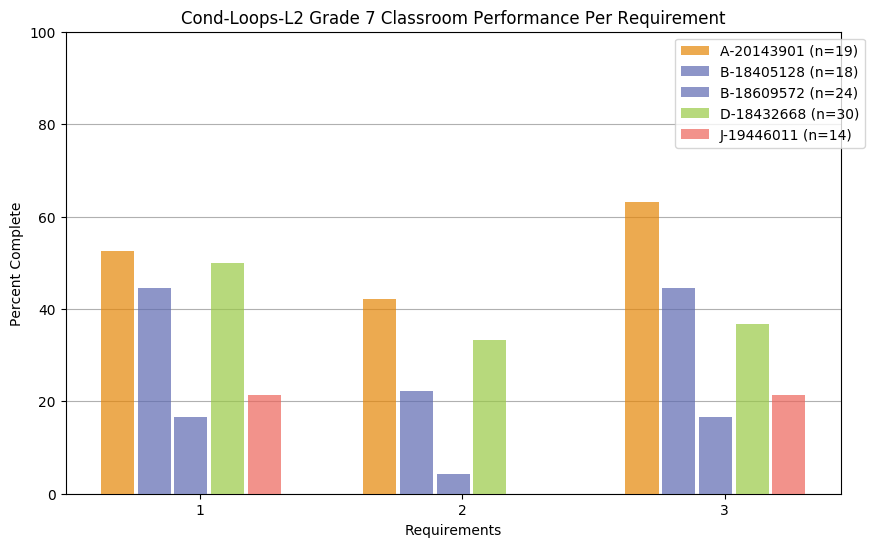 Cond-Loops-L2 Grade 7 Classroom Performance Per Requirement
A-20143901 (n=19)
B-18405128 (n=18)
B-18609572 (n=24)
D-18432668 (n=30)
J-19446011 (n=14)
100
80
60
40
20
0
Percent Complete
1 2 3
Requirements